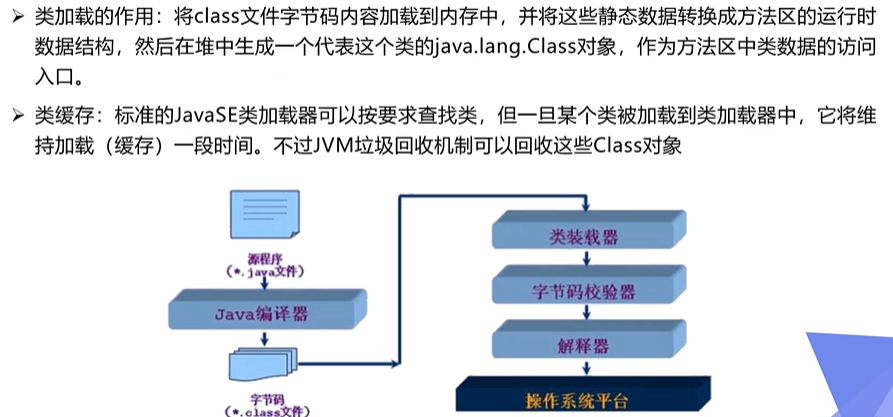 ➢ 类加载的作用：将class文件字节码内容加载到内存中，并将这些静态数据转换成方法区的运行时
数据结构，然后在堆中生成一个代表这个类的java.lang.Class对象，作为方法区中类数据的访问
入口。
➢ 类缓存：标准的JavaSE类加载器可以按要求查找类，但一旦某个类被加载到类加载器中，它将维
持加载（缓存）一段时间。不过JVM垃圾回收机制可以回收这些Class对象
源程序
（*.java文件）
Java编译器
字节码
（*.class文件）
类装载器
字节码校验器
解释器
操作系统平台